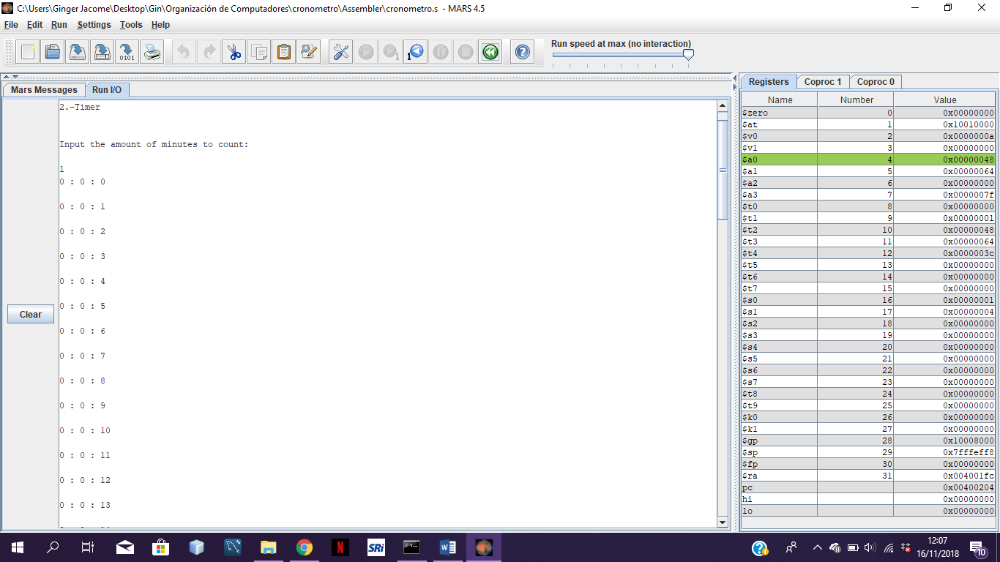 C:\Users\Ginger Jacome\Desktop\Gin\Organización de Computadores\cronometro\Assembler\cronometro.s - MARS 4.5
File Edit Run Settings Tools Help
Run speed at max (no interaction)
Mars Messages Run I/O
Clear
2.-Timer
Input the amount of minutes to count:
1
0 : 0 : 0
0 : 0 : 1
0 : 0 : 2
0 : 0 : 3
0 : 0 : 4
0 : 0 : 5
0 : 0 : 6
0 : 0 : 7
0 : 0 : 8
0 : 0 : 9
0 : 0 : 10
0 : 0 : 11
0 : 0 : 12
0 : 0 : 13
Registers Coproc 1 Coproc 0
Name Number Value
$zero 0 0x00000000
$at 1 0x10010000
$v0 2 0x0000000a
$v1 3 0x00000000
$a0 4 0x00000048
$a1 5 0x00000064
$a2 6 0x00000000
$a3 7 0x0000007f
$t0 8 0x00000000
$t1 9 0x00000001
$t2 10 0x00000048
$t3 11 0x00000064
$t4 12 0x0000003c
$t5 13 0x00000000
$t6 14 0x00000000
$t7 15 0x00000000
$s0 16 0x00000001
$s1 17 0x00000004
$s2 18 0x00000000
$s3 19 0x00000000
$s4 20 0x00000000
$s5 21 0x00000000
$s6 22 0x00000000
$s7 23 0x00000000
$t8 24 0x00000000
$t9 25 0x00000000
$k0 26 0x00000000
$k1 27 0x00000000
$gp 28 0x10008000
$sp 29 0x7fffeff8
$fp 30 0x00000000
$ra 31 0x004001fc
pc 0x00400204
hi 0x00000000
lo 0x00000000
N
SRi
12:07
16/11/2018
10